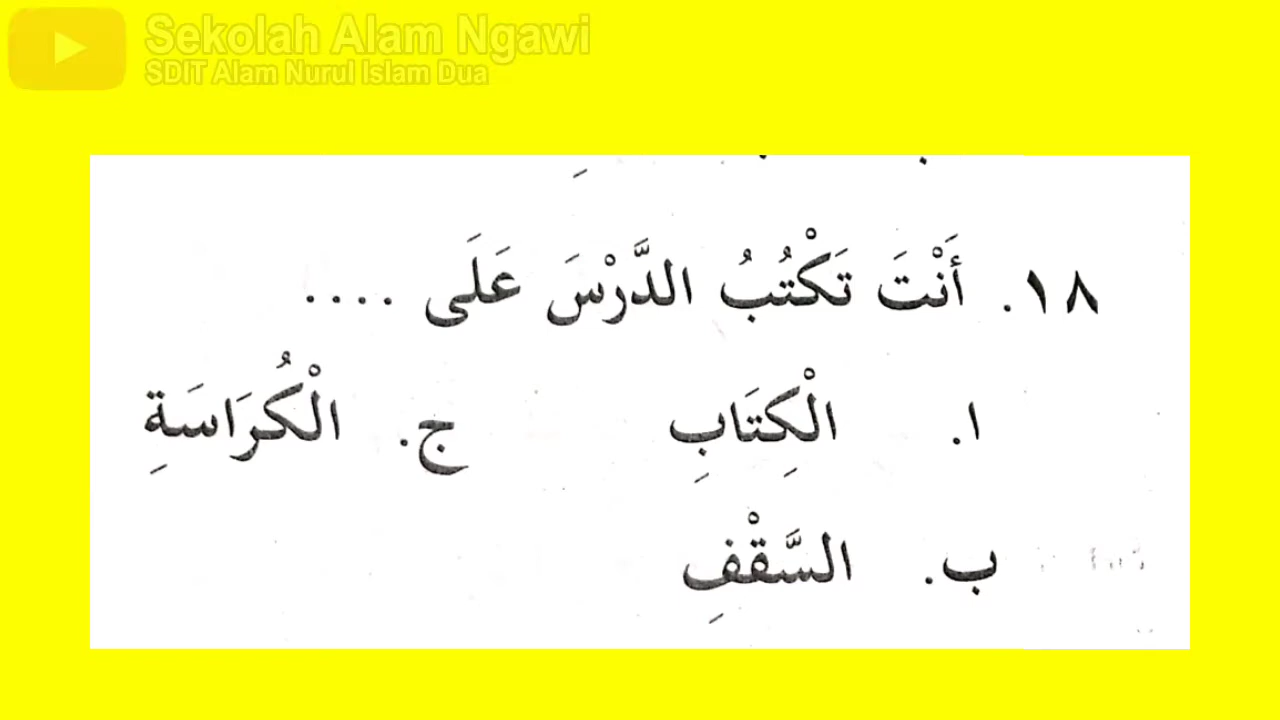 Sekolah Alam Ngawi
SDIT Alam Nurul Islam Dua
١٨. أَنْتَ تَكْتُبُ الدَّرْسَ عَلَى ....
ا. الْكِتَابِ ج. الْكُرَاسَةِ
ب. السَّقْفِ